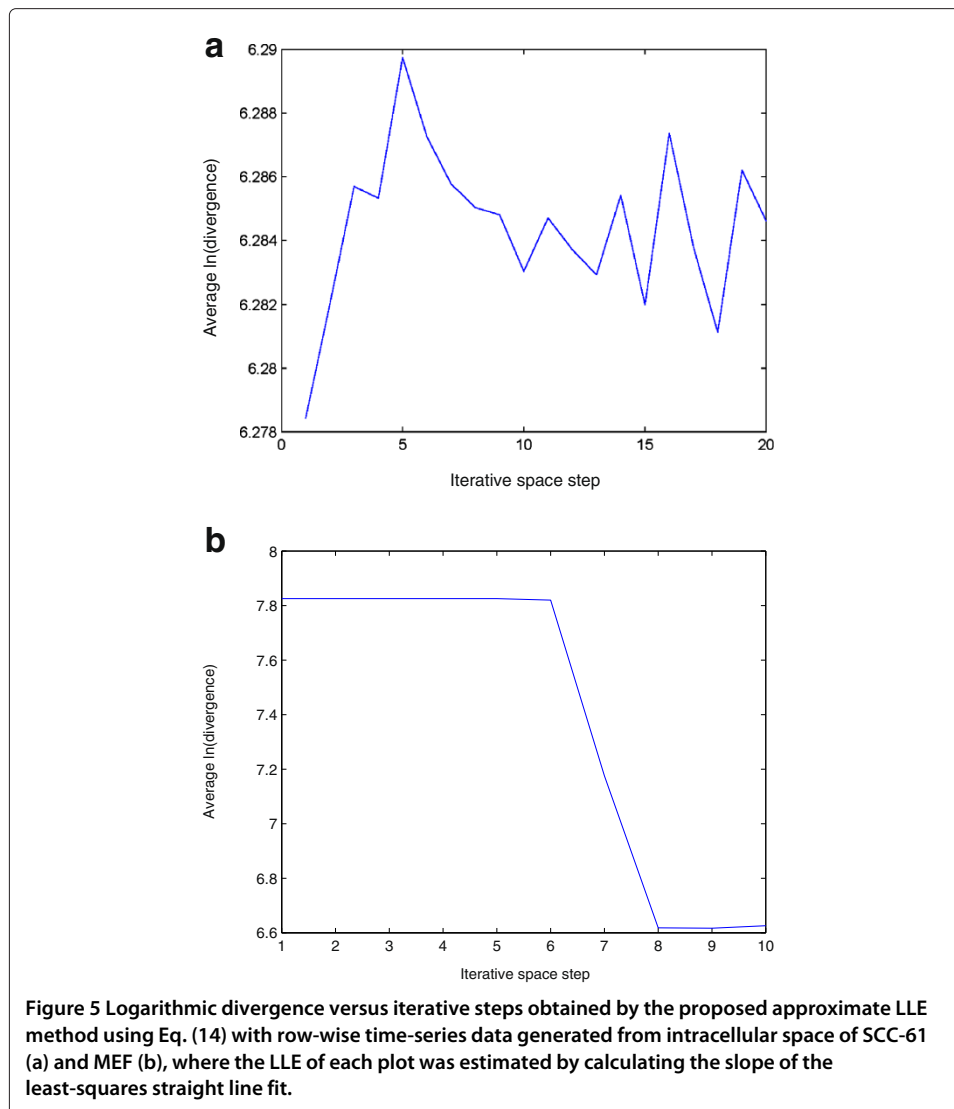 a
6.29
6.288
6.286
6.284
6.282
6.28
6.278
Average ln(divergence)
0 5 10 15 20
Iterative space step
b
8
7.8
7.6
7.4
7.2
7
6.8
6.6
Average ln(divergence)
1 2 3 4 5 6 7 8 9 10
Iterative space step
Figure 5 Logarithmic divergence versus iterative steps obtained by the proposed approximate LLE
method using Eq. (14) with row-wise time-series data generated from intracellular space of SCC-61
(a) and MEF (b), where the LLE of each plot was estimated by calculating the slope of the
least-squares straight line fit.